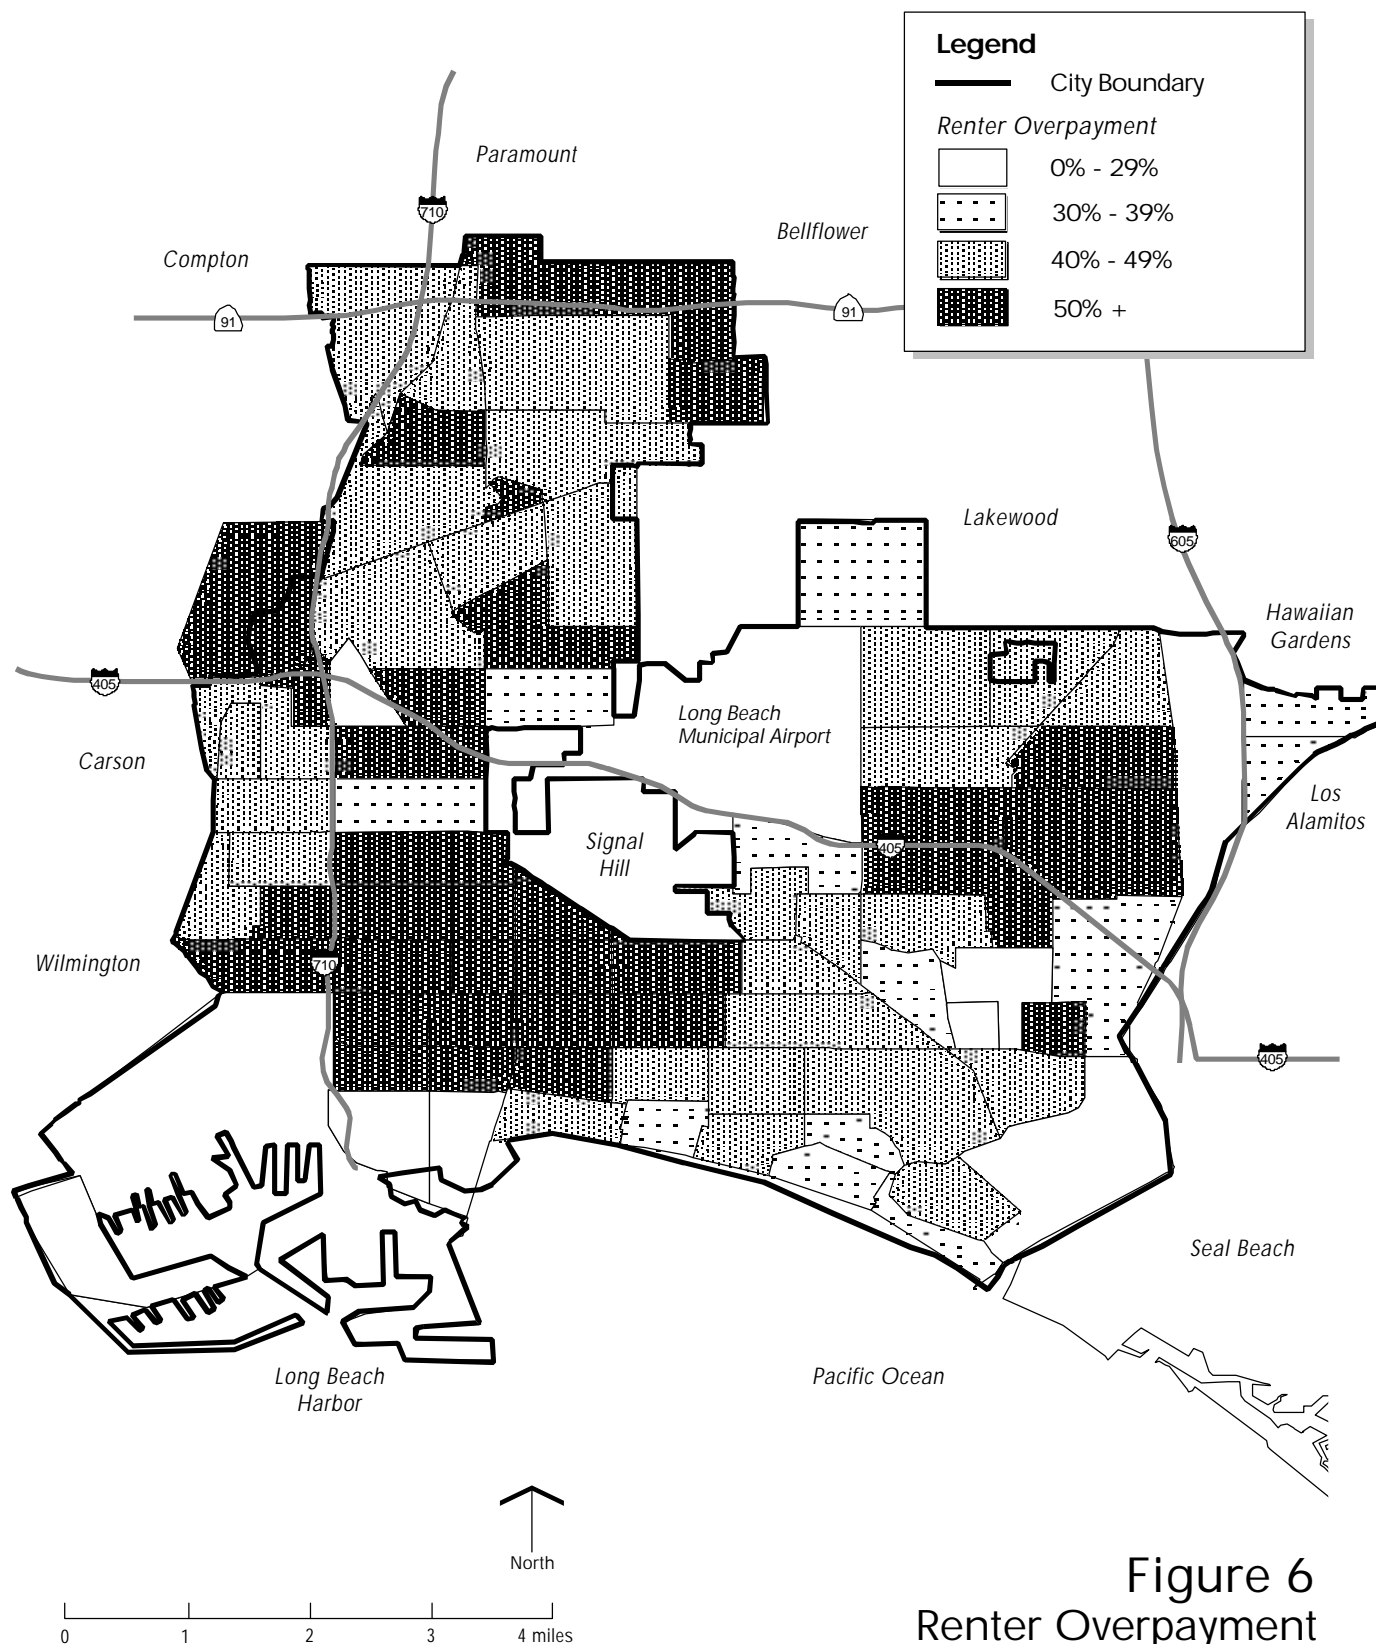 Legend
City Boundary
Renter Overpayment
0% - 29%
30% - 39%
40% - 49%
50% +
Paramount
710
Bellflower
Compton
91
91
Lakewood
605
Hawaiian
Gardens
405
Long Beach
Municipal Airport
Carson
Los
Alamitos
Signal
Hill
405
Wilmington
710
405
Seal Beach
Long Beach
Harbor
Pacific Ocean
North
0 1 2 3 4 miles
Figure 6
Renter Overpayment